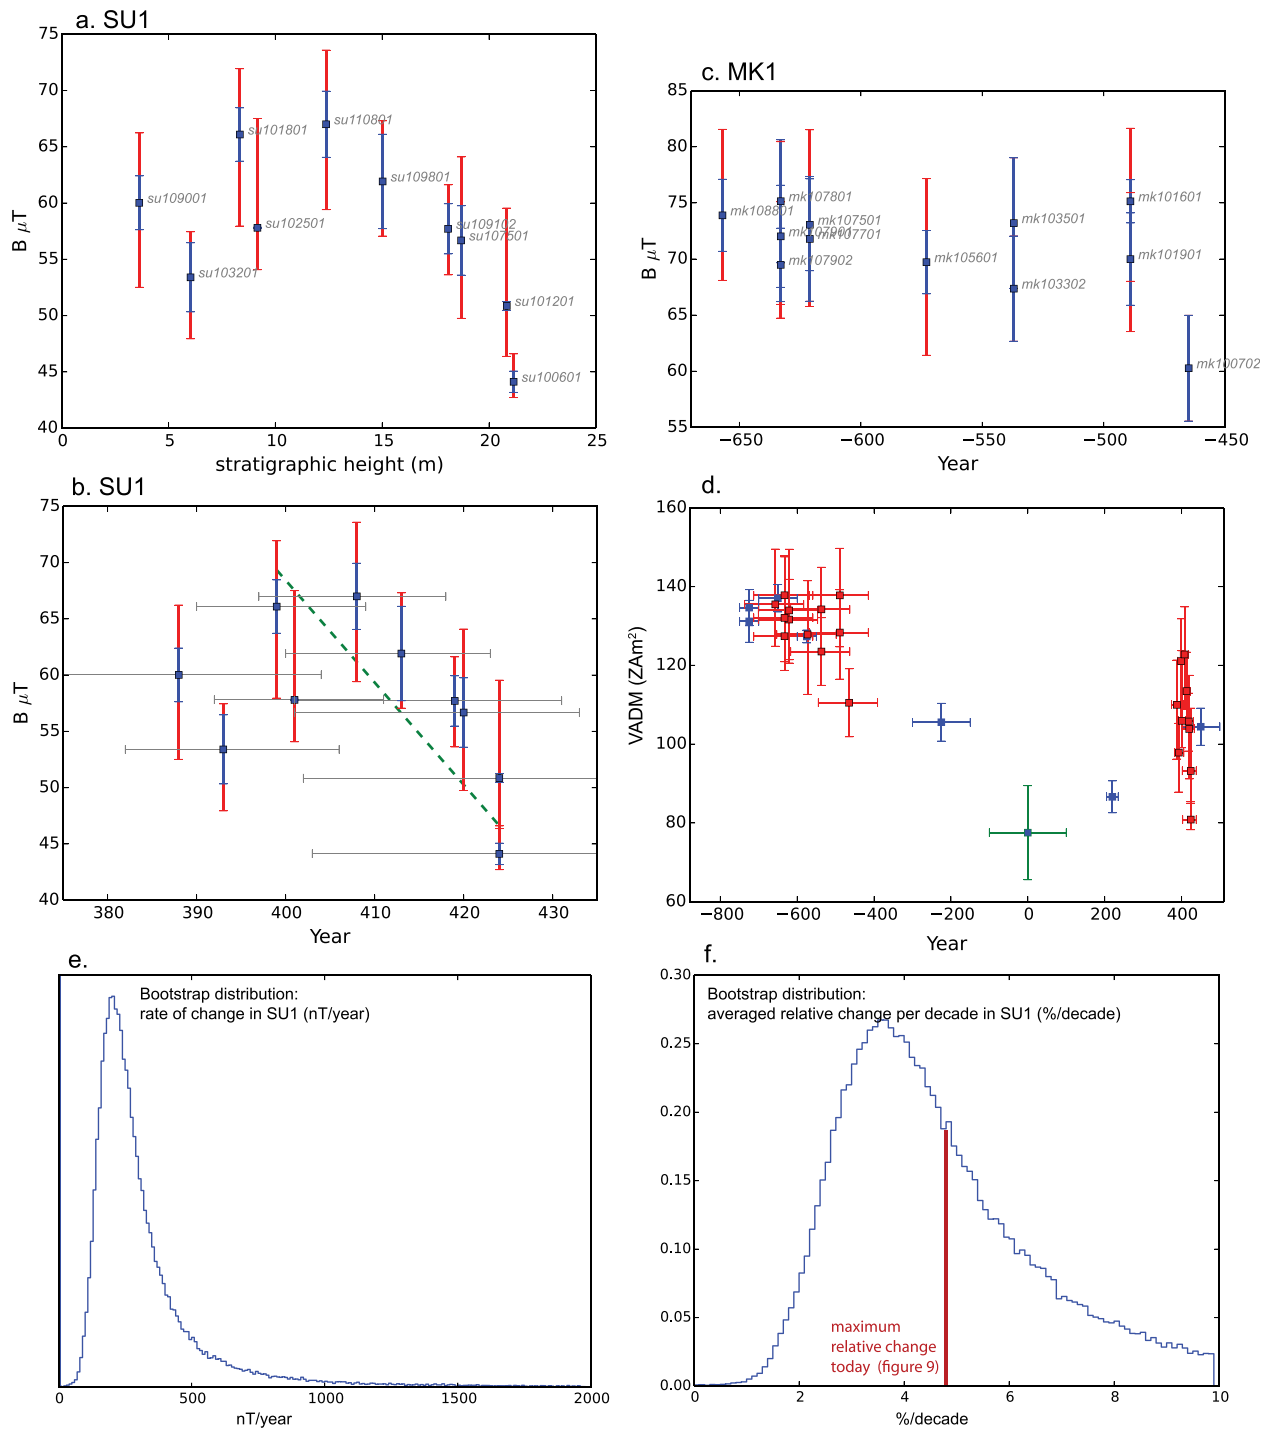 a. SU1
75
70
65
60
55
50
45
40
B μT
su109001
su103201
su101801
su102501
su110801
su109801
su109102
su107501
su101201
su100601
0 5 10 15 20 25
stratigraphic height (m)
c. MK1
85
80
75
70
65
60
55
B μT
mk108801
mk107801
mk107901
mk107902
mk107501
mk107701
mk105601
mk103501
mk103302
mk101601
mk101901
mk100702
−650 −600 −550 −500 −450
Year
b. SU1
75
70
65
60
55
50
45
40
B μT
380 390 400 410 420 430
Year
d.
160
140
120
100
80
60
VADM (ZAm²)
−800 −600 −400 −200 0 200 400
Year
e.
Bootstrap distribution:
rate of change in SU1 (nT/year)
0 500 1000 1500 2000
nT/year
f.
0.30
0.25
0.20
0.15
0.10
0.05
0.00
Bootstrap distribution:
averaged relative change per decade in SU1 (%/decade)
maximum
relative change
today (figure 9)
0 2 4 6 8 10
%/decade